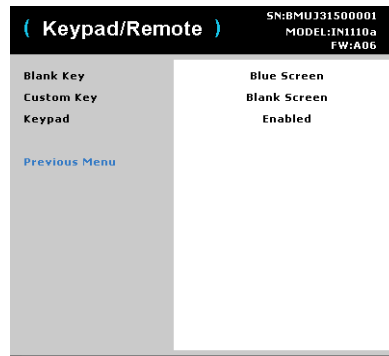 ( Keypad/Remote )
SN:BMUJ31500001
MODEL:IN1110a
FW:A06
Blank Key Blue Screen
Custom Key Blank Screen
Keypad Enabled
Previous Menu